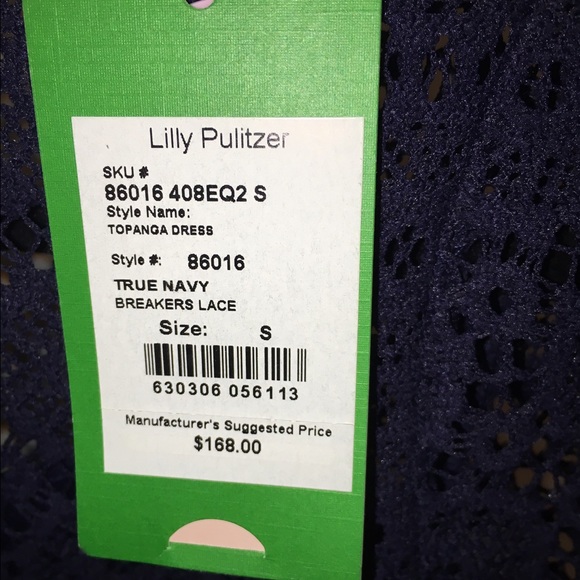 Lilly Pulitzer
SKU #
86016 408EQ2 S
Style Name:
TOPANGA DRESS
Style #: 86016
TRUE NAVY
BREAKERS LACE
Size: S
630306 056113
Manufacturer's Suggested Price
$168.00